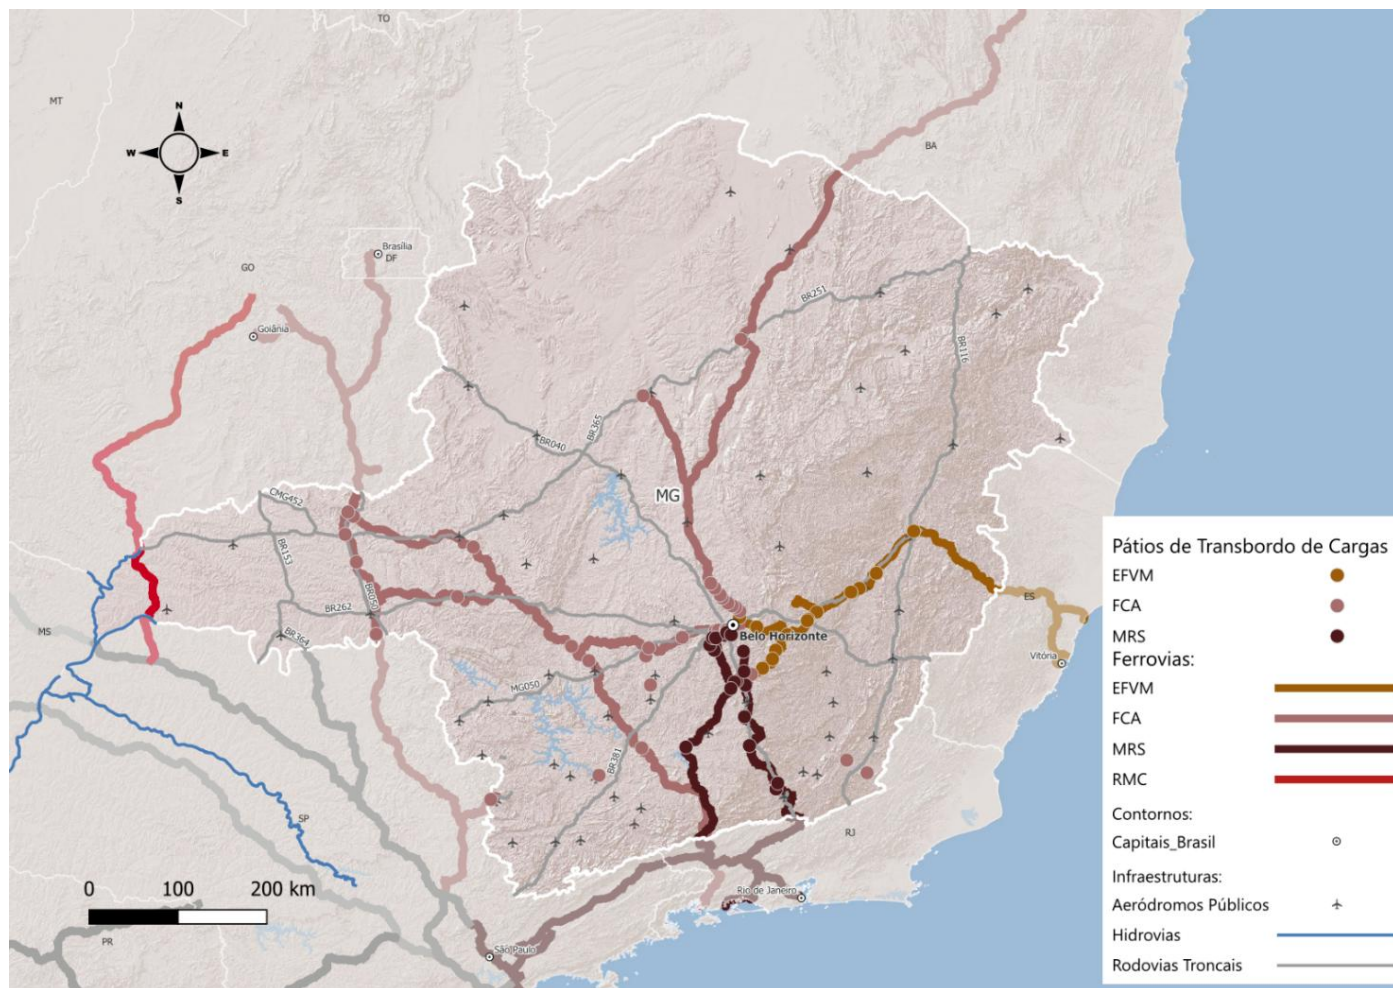 TO
MT
N
W
E
S
BA
Brasília
DF
GO
Goiânia
BR251
BR116
BR365
BR040
MG
CMG452
BR153
BR050
BR262
BR364
MS
Belo Horizonte
ES
Vitória
MG050
BR381
SP
RJ
0 100 200 km
Rio de Janeiro
PR
São Paulo
Pátios de Transbordo de Cargas
EFVM
FCA
MRS
Ferrovias:
EFVM
FCA
MRS
RMC
Contornos:
Capitais_Brasil
Infraestruturas:
Aeródromos Públicos
Hidrovias
Rodovias Troncais